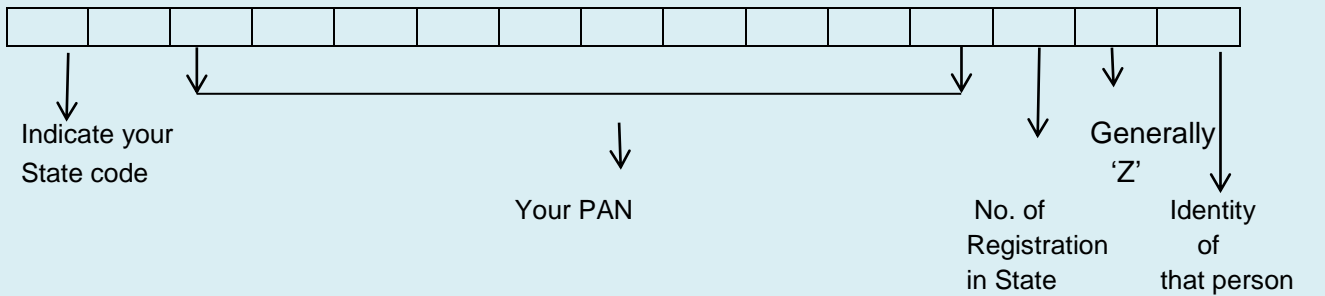 Indicate your
State code
Your PAN
No. of
Registration
in State
Generally
‘Z’
Identity
of
that person